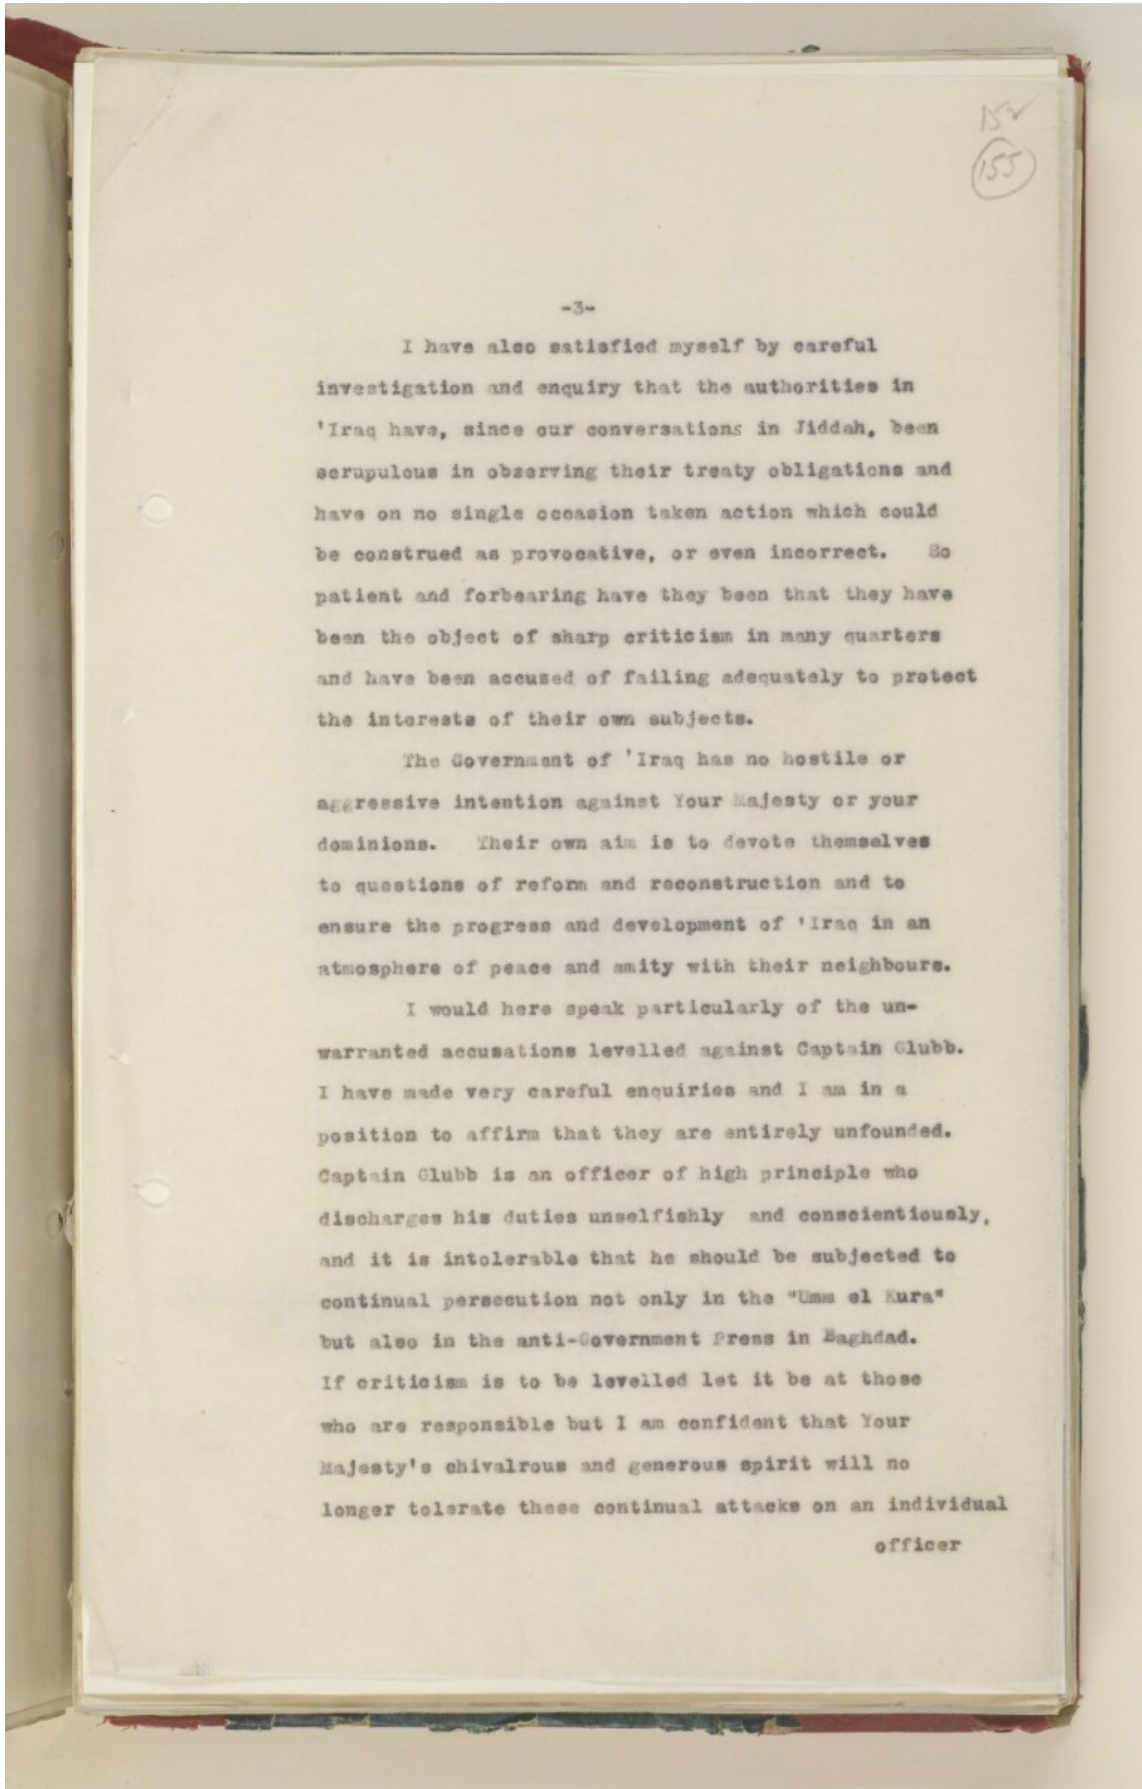 152
155
-3-
I have also satisfied myself by careful
investigation and enquiry that the authorities in
'Iraq have, since our conversations in Jiddah, been
scrupulous in observing their treaty obligations and
have on no single occasion taken action which could
be construed as provocative, or even incorrect. So
patient and forbearing have they been that they have
been the object of sharp criticism in many quarters
and have been accused of failing adequately to protect
the interests of their own subjects.
The Government of 'Iraq has no hostile or
aggressive intention against Your Majesty or your
dominions. Their own aim is to devote themselves
to questions of reform and reconstruction and to
ensure the progress and development of 'Iraq in an
atmosphere of peace and amity with their neighbours.
I would here speak particularly of the un-
warranted accusations levelled against Captain Glubb.
I have made very careful enquiries and I am in a
position to affirm that they are entirely unfounded.
Captain Glubb is an officer of high principle who
discharges his duties unselfishly and conscientiously,
and it is intolerable that he should be subjected to
continual persecution not only in the "Umm el Kura"
but also in the anti-Government Press in Baghdad.
If criticism is to be levelled let it be at those
who are responsible but I am confident that Your
Majesty's chivalrous and generous spirit will no
longer tolerate these continual attacks on an individual
officer